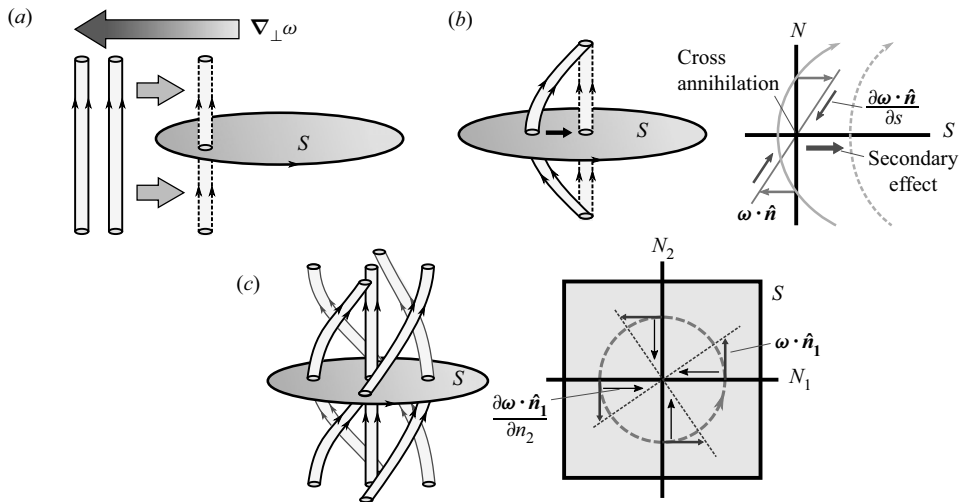 (a)
∇⊥ω
S
(b)
S
N
Cross
annihilation
∂ω · n̂
∂s
S
Secondary
effect
ω · n̂
(c)
S
N₂
S
ω · n̂₁
N₁
∂ω · n̂₁
∂n₂